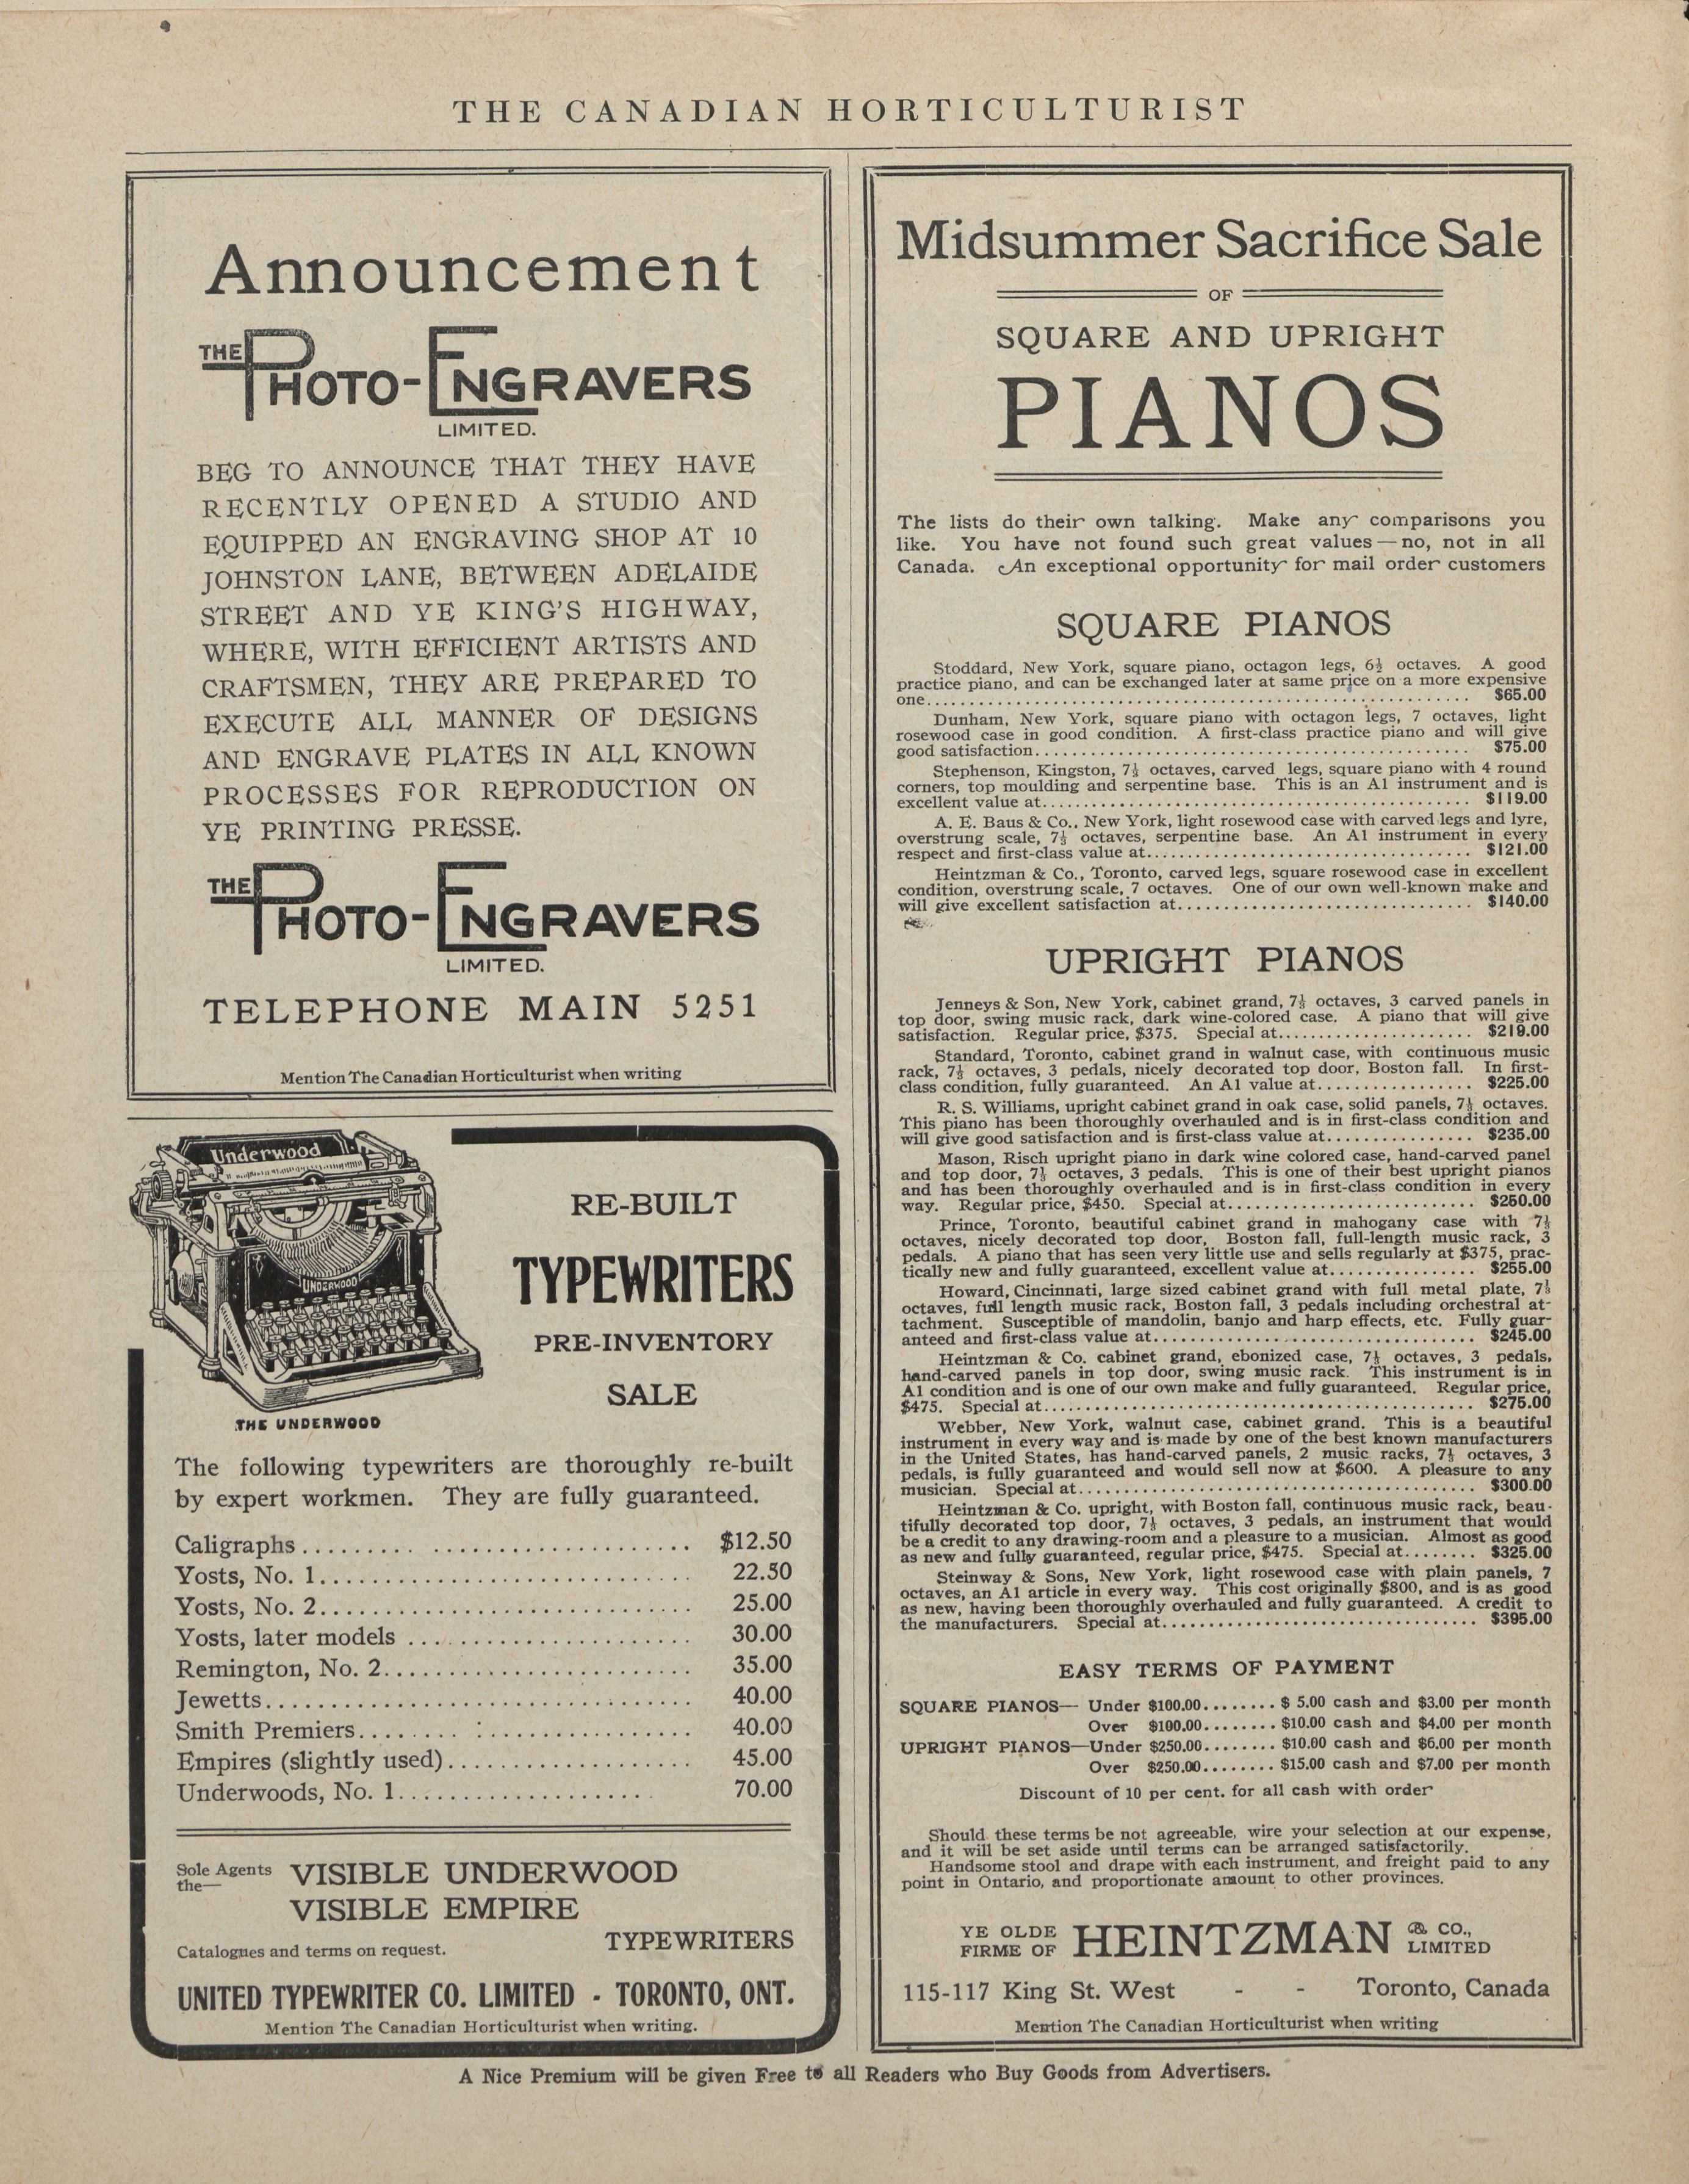 THE CANADIAN HORTICULTURIST
Announcement
THE PHOTO-ENGRAVERS
LIMITED.
BEG TO ANNOUNCE THAT THEY HAVE
RECENTLY OPENED A STUDIO AND
EQUIPPED AN ENGRAVING SHOP AT 10
JOHNSTON LANE, BETWEEN ADELAIDE
STREET AND YE KING'S HIGHWAY,
WHERE, WITH EFFICIENT ARTISTS AND
CRAFTSMEN, THEY ARE PREPARED TO
EXECUTE ALL MANNER OF DESIGNS
AND ENGRAVE PLATES IN ALL KNOWN
PROCESSES FOR REPRODUCTION ON
YE PRINTING PRESSE.
THE PHOTO-ENGRAVERS
LIMITED.
TELEPHONE MAIN 5251
Mention The Canadian Horticulturist when writing
Underwood
UNDERWOOD
THE UNDERWOOD
RE-BUILT
TYPEWRITERS
PRE-INVENTORY
SALE
The following typewriters are thoroughly re-built
by expert workmen. They are fully guaranteed.
Caligraphs......... .......................... $12.50
Yosts, No. 1.................................. 22.50
Yosts, No. 2.................................. 25.00
Yosts, later models .......................... 30.00
Remington, No. 2............................ 35.00
Jewetts....................................... 40.00
Smith Premiers........ :.................... 40.00
Empires (slightly used)...................... 45.00
Underwoods, No. 1....................... 70.00
Sole Agents
the—
VISIBLE UNDERWOOD
VISIBLE EMPIRE
TYPEWRITERS
Catalogues and terms on request.
UNITED TYPEWRITER CO. LIMITED - TORONTO, ONT.
Mention The Canadian Horticulturist when writing.
Midsummer Sacrifice Sale
OF
SQUARE AND UPRIGHT
PIANOS
The lists do their own talking. Make any comparisons you
like. You have not found such great values — no, not in all
Canada. An exceptional opportunity for mail order customers
SQUARE PIANOS
Stoddard, New York, square piano, octagon legs, 6½ octaves. A good
practice piano, and can be exchanged later at same price on a more expensive
one............................................................ $65.00
Dunham, New York, square piano with octagon legs, 7 octaves, light
rosewood case in good condition. A first-class practice piano and will give
good satisfaction................................................ $75.00
Stephenson, Kingston, 7⅓ octaves, carved legs, square piano with 4 round
corners, top moulding and serpentine base. This is an A1 instrument and is
excellent value at............................................... $119.00
A. E. Baus & Co., New York, light rosewood case with carved legs and lyre,
overstrung scale, 7⅓ octaves, serpentine base. An A1 instrument in every
respect and first-class value at.................................. $121.00
Heintzman & Co., Toronto, carved legs, square rosewood case in excellent
condition, overstrung scale, 7 octaves. One of our own well-known make and
will give excellent satisfaction at............................... $140.00
UPRIGHT PIANOS
Jenneys & Son, New York, cabinet grand, 7⅓ octaves, 3 carved panels in
top door, swing music rack, dark wine-colored case. A piano that will give
satisfaction. Regular price, $375. Special at..................... $219.00
Standard, Toronto, cabinet grand in walnut case, with continuous music
rack, 7⅓ octaves, 3 pedals, nicely decorated top door, Boston fall. In first-
class condition, fully guaranteed. An A1 value at................. $225.00
R. S. Williams, upright cabinet grand in oak case, solid panels, 7⅓ octaves.
This piano has been thoroughly overhauled and is in first-class condition and
will give good satisfaction and is first-class value at................ $235.00
Mason, Risch upright piano in dark wine colored case, hand-carved panel
and top door, 7⅓ octaves, 3 pedals. This is one of their best upright pianos
and has been thoroughly overhauled and is in first-class condition in every
way. Regular price, $450. Special at.......................... $250.00
Prince, Toronto, beautiful cabinet grand in mahogany case with 7⅓
octaves, nicely decorated top door, Boston fall, full-length music rack, 3
pedals. A piano that has seen very little use and sells regularly at $375, prac-
tically new and fully guaranteed, excellent value at................ $255.00
Howard, Cincinnati, large sized cabinet grand with full metal plate, 7⅓
octaves, full length music rack, Boston fall, 3 pedals including orchestral at-
tachment. Susceptible of mandolin, banjo and harp effects, etc. Fully guar-
anteed and first-class value at................................... $245.00
Heintzman & Co. cabinet grand, ebonized case, 7⅓ octaves, 3 pedals,
hand-carved panels in top door, swing music rack. This instrument is in
A1 condition and is one of our own make and fully guaranteed. Regular price,
$475. Special at............................................... $275.00
Webber, New York, walnut case, cabinet grand. This is a beautiful
instrument in every way and is made by one of the best known manufacturers
in the United States, has hand-carved panels, 2 music racks, 7⅓ octaves, 3
pedals, is fully guaranteed and would sell now at $600. A pleasure to any
musician. Special at........................................... $300.00
Heintzman & Co. upright, with Boston fall, continuous music rack, beau-
tifully decorated top door, 7⅓ octaves, 3 pedals, an instrument that would
be a credit to any drawing-room and a pleasure to a musician. Almost as good
as new and fully guaranteed, regular price, $475. Special at........ $325.00
Steinway & Sons, New York, light rosewood case with plain panels, 7
octaves, an A1 article in every way. This cost originally $800, and is as good
as new, having been thoroughly overhauled and fully guaranteed. A credit to
the manufacturers. Special at................................... $395.00
EASY TERMS OF PAYMENT
SQUARE PIANOS— Under $100.00........ $ 5.00 cash and $3.00 per month
Over $100.00........ $10.00 cash and $4.00 per month
UPRIGHT PIANOS—Under $250.00........ $10.00 cash and $6.00 per month
Over $250.00........ $15.00 cash and $7.00 per month
Discount of 10 per cent. for all cash with order
Should these terms be not agreeable, wire your selection at our expense,
and it will be set aside until terms can be arranged satisfactorily.
Handsome stool and drape with each instrument, and freight paid to any
point in Ontario, and proportionate amount to other provinces.
YE OLDE
FIRME OF
HEINTZMAN
& CO.,
LIMITED
115-117 King St. West - - Toronto, Canada
Mention The Canadian Horticulturist when writing
A Nice Premium will be given Free to all Readers who Buy Goods from Advertisers.